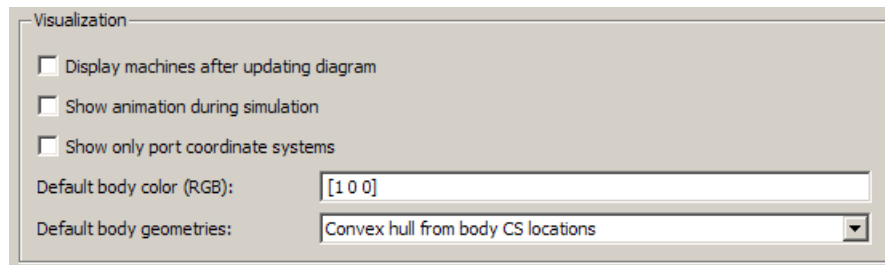 Visualization
Display machines after updating diagram
Show animation during simulation
Show only port coordinate systems
Default body color (RGB): [1 0 0]
Default body geometries: Convex hull from body CS locations